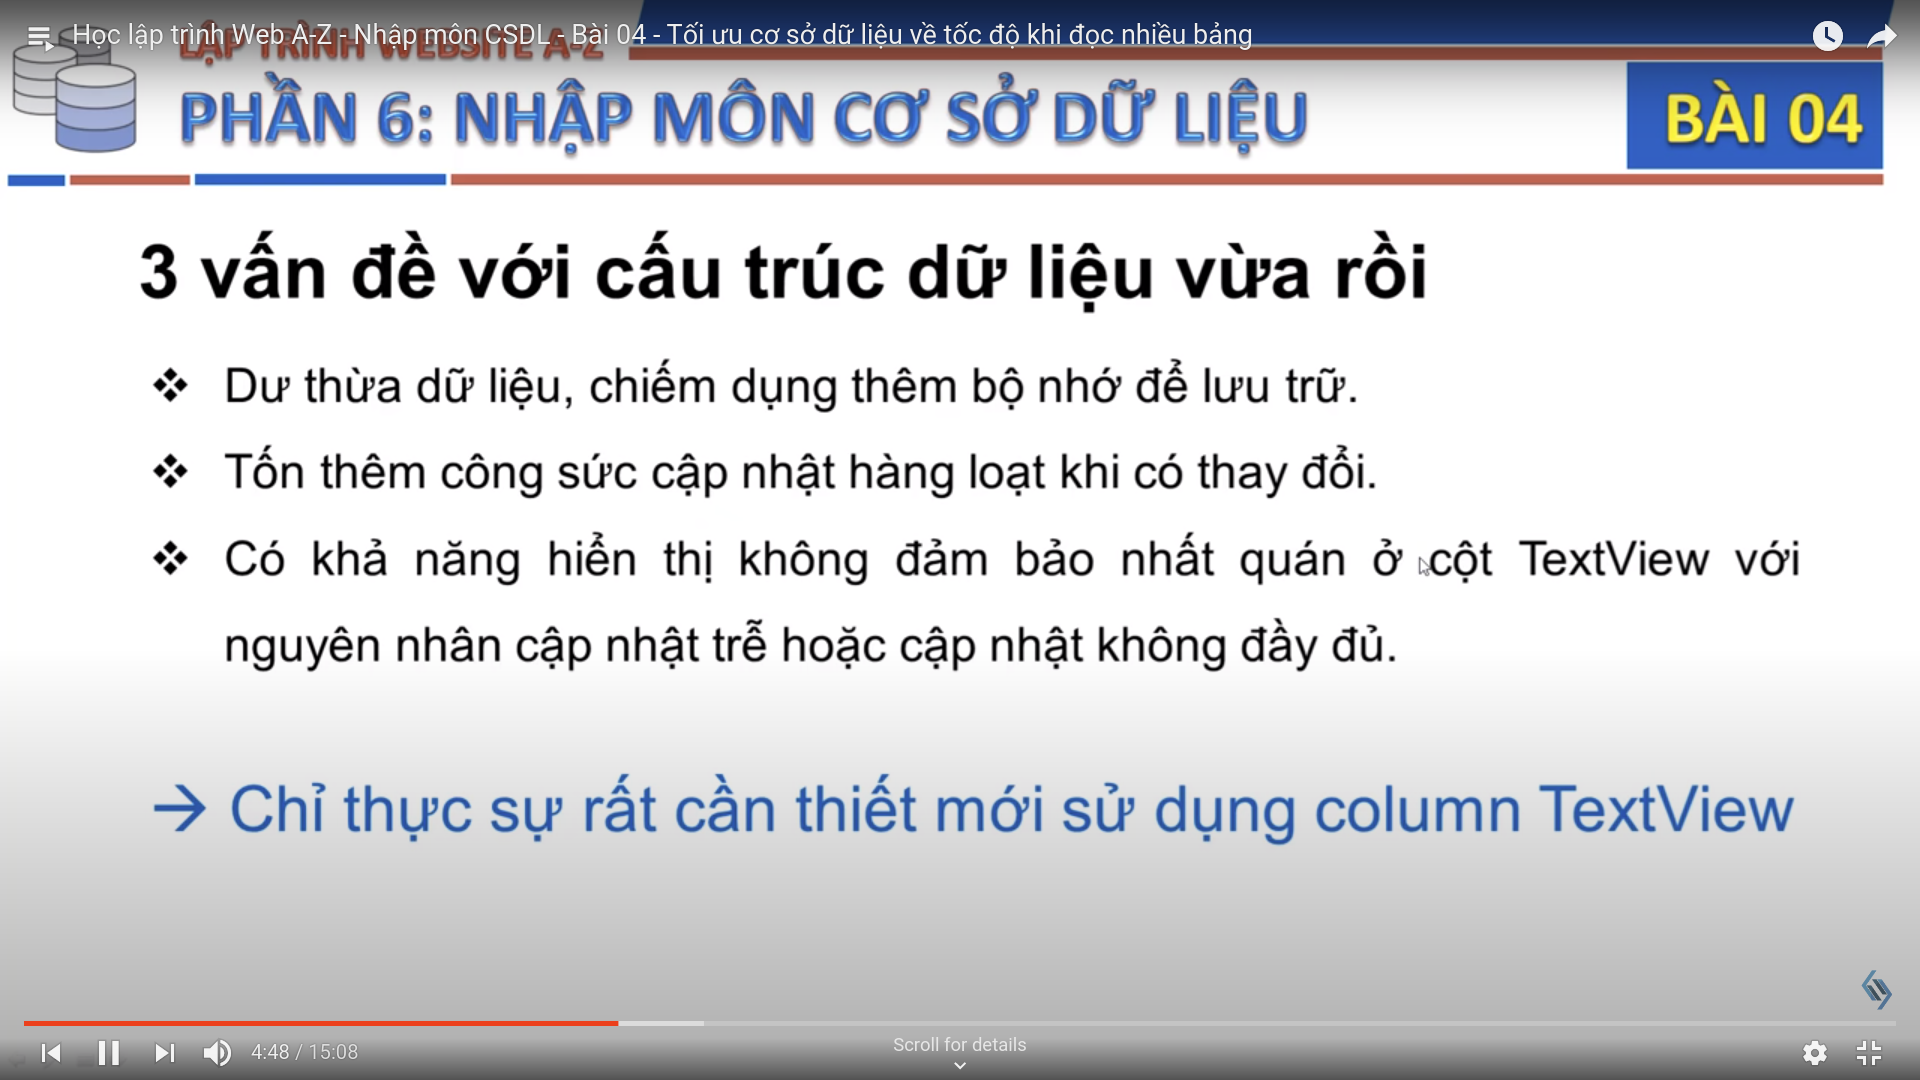 Học lập trình Web A-Z - Nhập môn CSDL - Bài 04 - Tối ưu cơ sở dữ liệu về tốc độ khi đọc nhiều bảng
LẬP TRÌNH WEBSITE A-Z
PHẦN 6: NHẬP MÔN CƠ SỞ DỮ LIỆU
BÀI 04
3 vấn đề với cấu trúc dữ liệu vừa rồi
❖ Dư thừa dữ liệu, chiếm dụng thêm bộ nhớ để lưu trữ.
❖ Tốn thêm công sức cập nhật hàng loạt khi có thay đổi.
❖ Có khả năng hiển thị không đảm bảo nhất quán ở cột TextView với
nguyên nhân cập nhật trễ hoặc cập nhật không đầy đủ.
→ Chỉ thực sự rất cần thiết mới sử dụng column TextView
4:48 / 15:08
Scroll for details